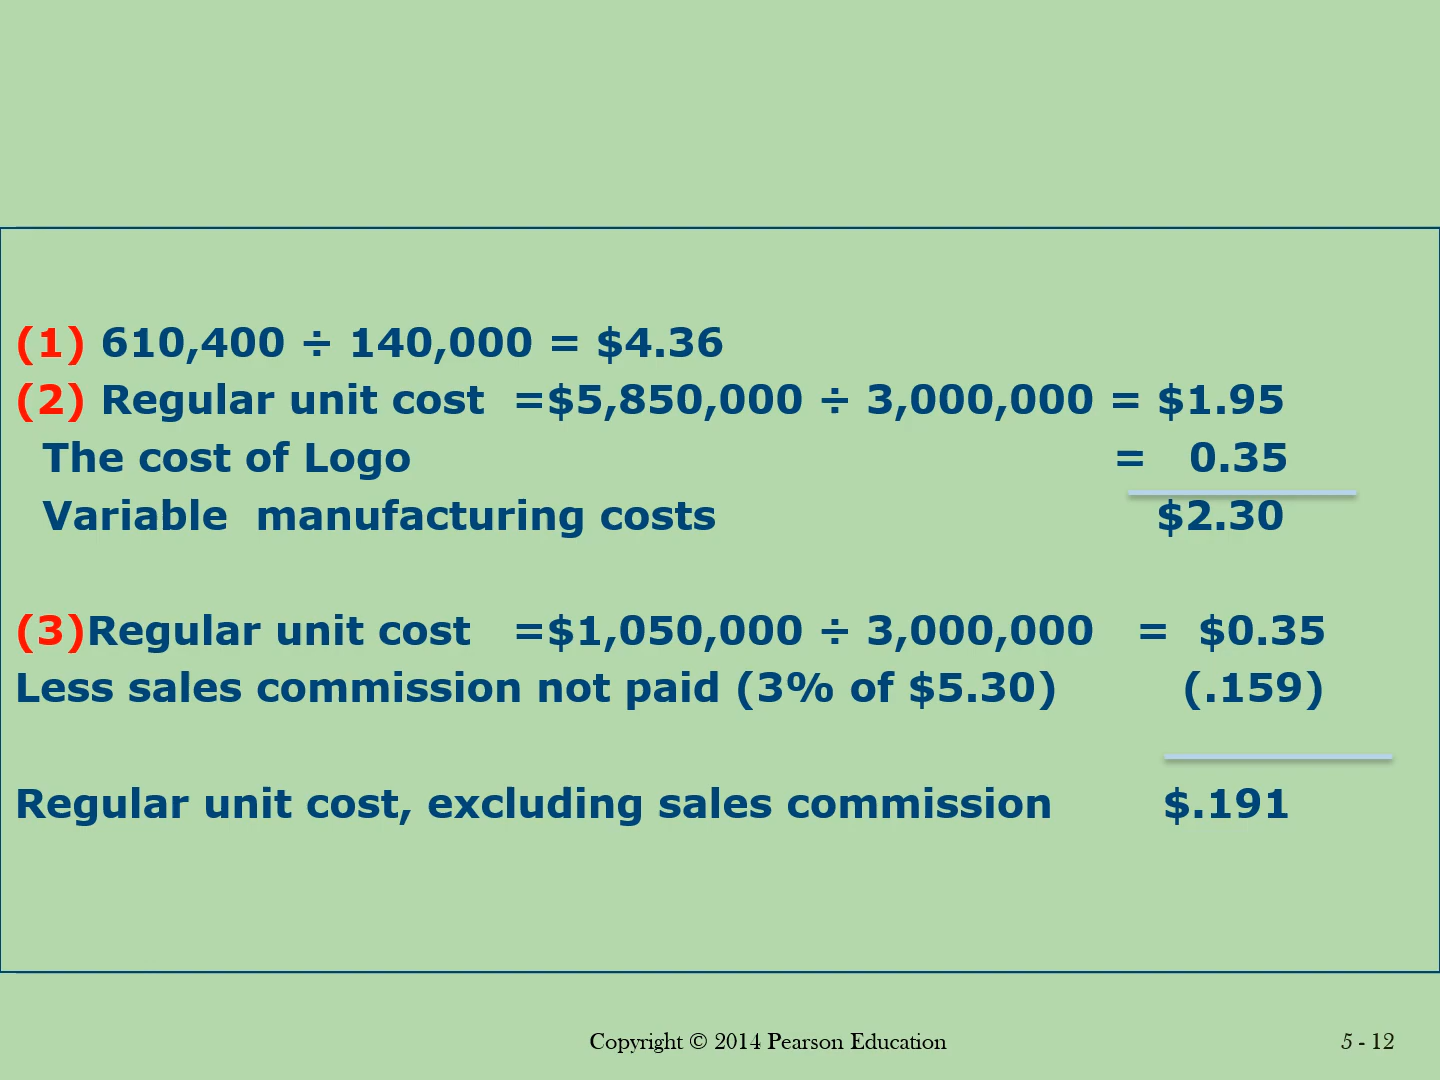 (1) 610,400 ÷ 140,000 = $4.36
(2) Regular unit cost =$5,850,000 ÷ 3,000,000 = $1.95
The cost of Logo = 0.35
Variable manufacturing costs $2.30
(3)Regular unit cost =$1,050,000 ÷ 3,000,000 = $0.35
Less sales commission not paid (3% of $5.30) (.159)
Regular unit cost, excluding sales commission $.191
Copyright © 2014 Pearson Education 5 - 12